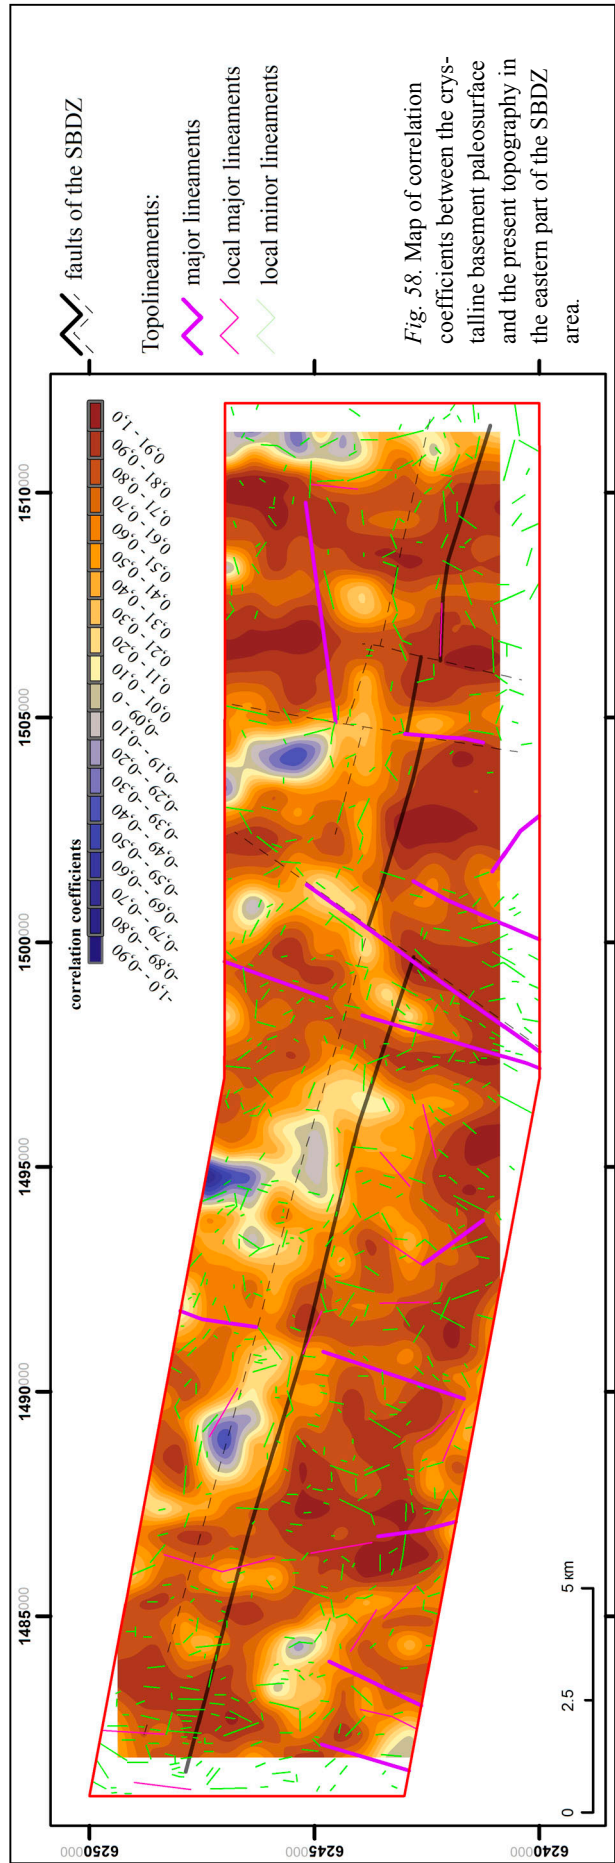 1485000
1490000
1495000
1500000
1505000
1510000
6250000
6245000
6240000
correlation coefficients
-1,0 - -0,90
-0,89 - -0,80
-0,79 - -0,70
-0,69 - -0,60
-0,59 - -0,50
-0,49 - -0,40
-0,39 - -0,30
-0,29 - -0,20
-0,19 - -0,10
-0,09 - 0
0,01 - 0,10
0,11 - 0,20
0,21 - 0,30
0,31 - 0,40
0,41 - 0,50
0,51 - 0,60
0,61 - 0,70
0,71 - 0,80
0,81 - 0,90
0,91 - 1,0
0 2.5 5 км
faults of the SBDZ
Topolineaments:
major lineaments
local major lineaments
local minor lineaments
Fig. 58. Map of correlation
coefficients between the crys-
talline basement paleosurface
and the present topography in
the eastern part of the SBDZ
area.